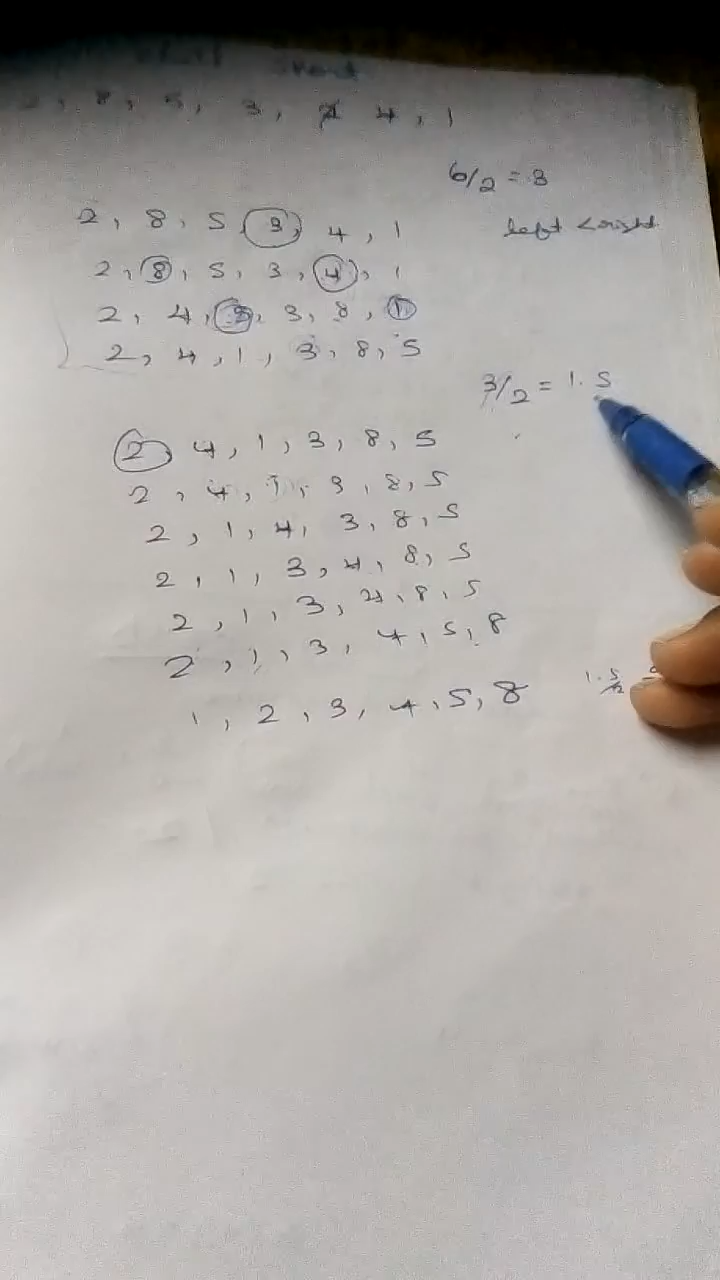 8, 5, 3, 4, 1
6/2 = 3
2, 8, 5, 3, 4, 1
left < right
2, 8, 5, 3, 4, 1
2, 4, 5, 3, 8, 1
2, 4, 1, 3, 8, 5
3/2 = 1.5
2, 4, 1, 3, 8, 5
2, 4, 1, 3, 8, 5
2, 1, 4, 3, 8, 5
2, 1, 3, 4, 8, 5
2, 1, 3, 4, 8, 5
2, 1, 3, 4, 5, 8
1.5/2
1, 2, 3, 4, 5, 8